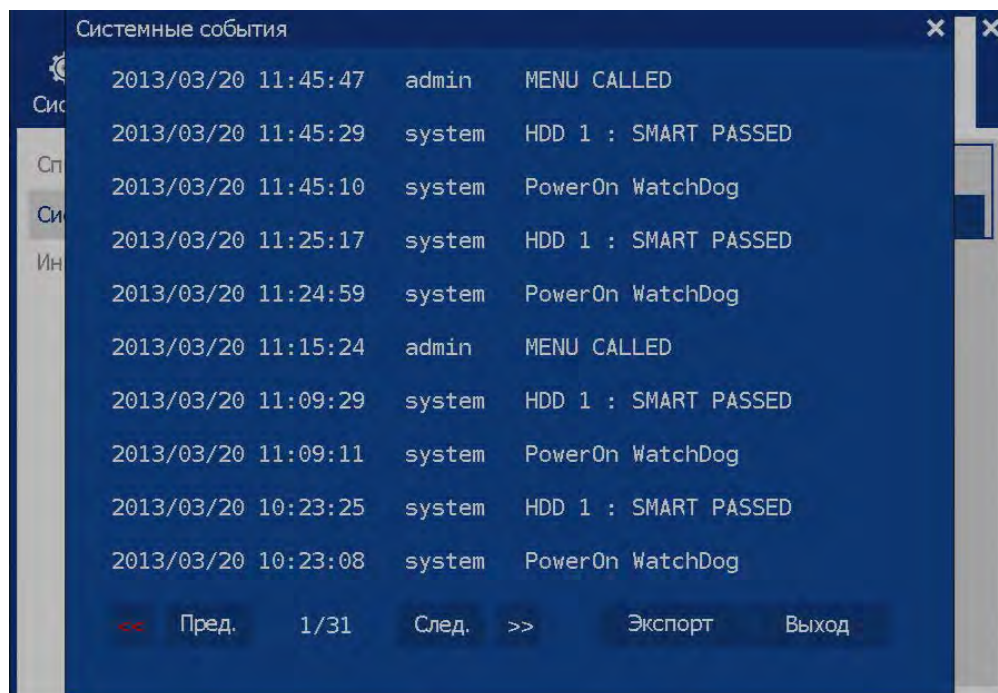 Системные события
2013/03/20 11:45:47 admin MENU CALLED
2013/03/20 11:45:29 system HDD 1 : SMART PASSED
2013/03/20 11:45:10 system PowerOn WatchDog
2013/03/20 11:25:17 system HDD 1 : SMART PASSED
2013/03/20 11:24:59 system PowerOn WatchDog
2013/03/20 11:15:24 admin MENU CALLED
2013/03/20 11:09:29 system HDD 1 : SMART PASSED
2013/03/20 11:09:11 system PowerOn WatchDog
2013/03/20 10:23:25 system HDD 1 : SMART PASSED
2013/03/20 10:23:08 system PowerOn WatchDog
<< Пред. 1/31 След. >> Экспорт Выход